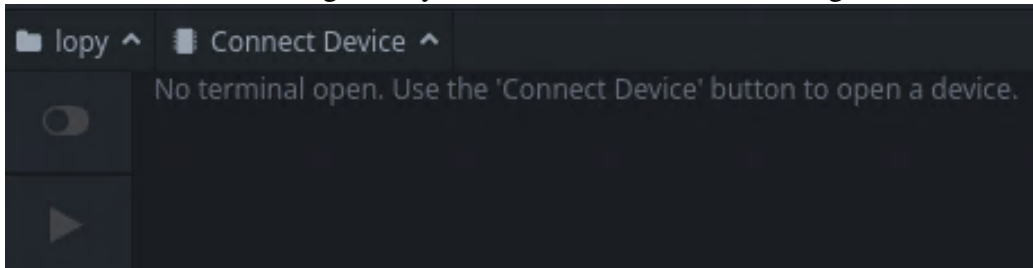 lopy Connect Device
No terminal open. Use the 'Connect Device' button to open a device.